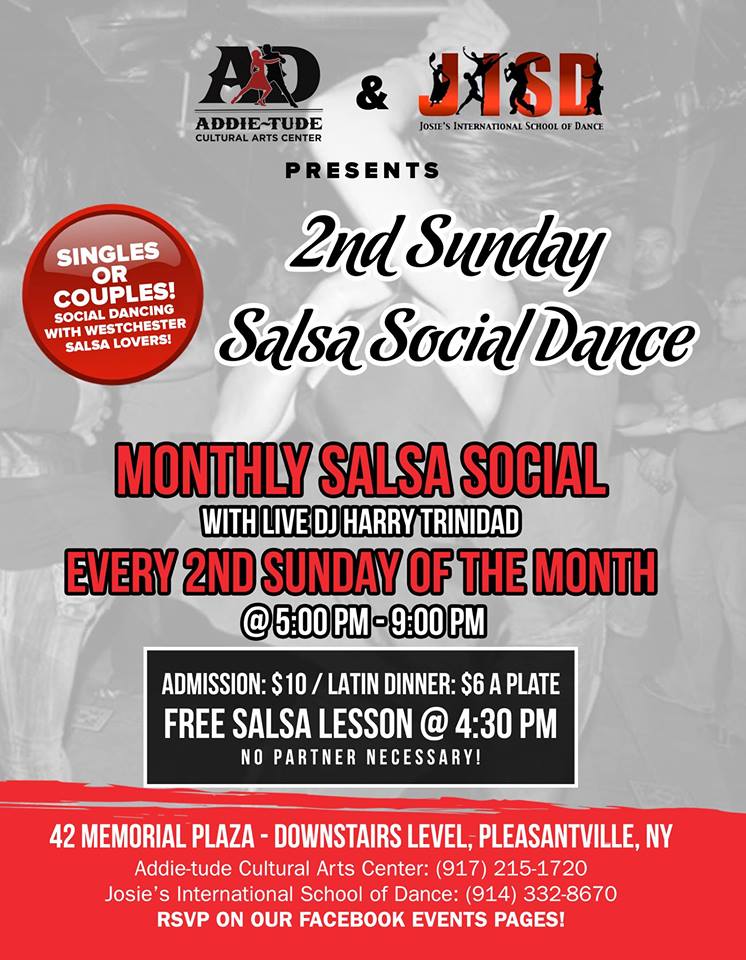 AD
ADDIE~TUDE
CULTURAL ARTS CENTER
&
JISD
JOSIE'S INTERNATIONAL SCHOOL OF DANCE
PRESENTS
2nd Sunday
Salsa Social Dance
SINGLES
OR
COUPLES!
SOCIAL DANCING
WITH WESTCHESTER
SALSA LOVERS!
MONTHLY SALSA SOCIAL
WITH LIVE DJ HARRY TRINIDAD
EVERY 2ND SUNDAY OF THE MONTH
@ 5:00 PM - 9:00 PM
ADMISSION: $10 / LATIN DINNER: $6 A PLATE
FREE SALSA LESSON @ 4:30 PM
NO PARTNER NECESSARY!
42 MEMORIAL PLAZA - DOWNSTAIRS LEVEL, PLEASANTVILLE, NY
Addie-tude Cultural Arts Center: (917) 215-1720
Josie's International School of Dance: (914) 332-8670
RSVP ON OUR FACEBOOK EVENTS PAGES!